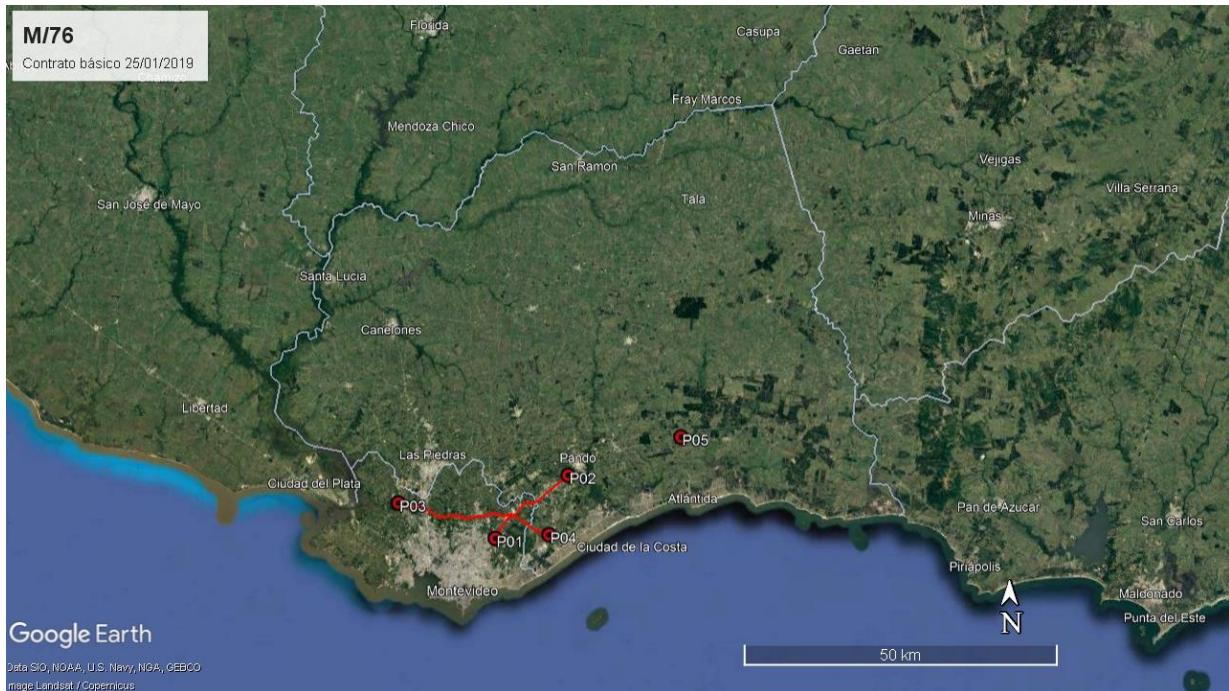 M/76
Contrato básico 25/01/2019
Florida
Casupa
Gaetán
Chamizo
Fray Marcos
Mendoza Chico
San Ramon
Vejigas
Villa Serrana
San José de Mayo
Tala
Minas
Santa Lucia
Canelones
Libertad
P05
Las Piedras
Pando
P02
Ciudad del Plata
Atlántida
P03
Pan de Azucar
San Carlos
P01
P04
Ciudad de la Costa
Piriápolis
Montevideo
Maldonado
Punta del Este
N
Google Earth
50 km
Data SIO, NOAA, U.S. Navy, NGA, GEBCO
Image Landsat / Copernicus